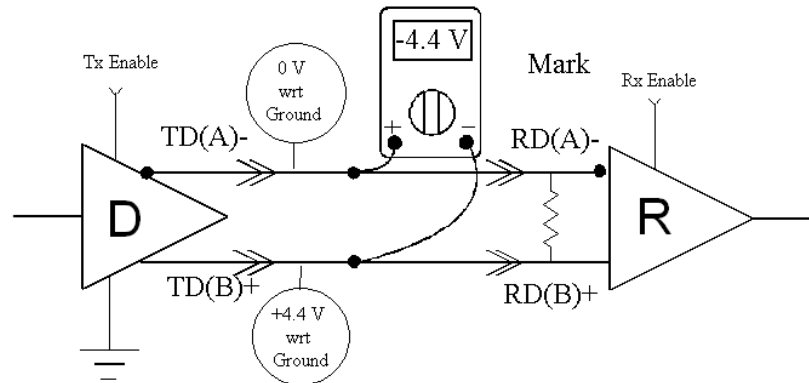 -4.4 V
Mark
Tx Enable
0 V
wrt
Ground
Rx Enable
+ −
TD(A)-
RD(A)-
D
R
TD(B)+
RD(B)+
+4.4 V
wrt
Ground